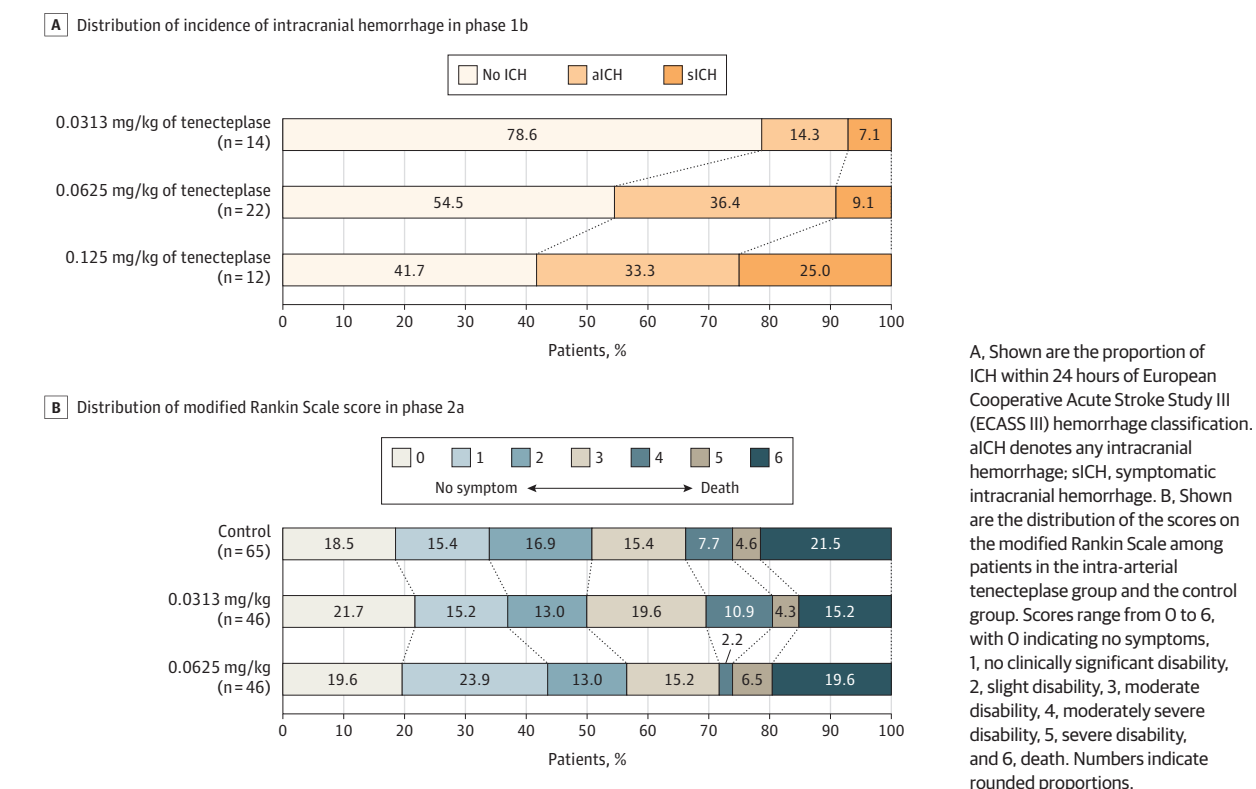 A Distribution of incidence of intracranial hemorrhage in phase 1b
No ICH aICH sICH
0.0313 mg/kg of tenecteplase
(n=14)
78.6 14.3 7.1
0.0625 mg/kg of tenecteplase
(n=22)
54.5 36.4 9.1
0.125 mg/kg of tenecteplase
(n=12)
41.7 33.3 25.0
0 10 20 30 40 50 60 70 80 90 100
Patients, %
B Distribution of modified Rankin Scale score in phase 2a
0 1 2 3 4 5 6
No symptom Death
Control
(n=65)
18.5 15.4 16.9 15.4 7.7 4.6 21.5
0.0313 mg/kg
(n=46)
21.7 15.2 13.0 19.6 10.9 4.3 15.2
2.2
0.0625 mg/kg
(n=46)
19.6 23.9 13.0 15.2 6.5 19.6
0 10 20 30 40 50 60 70 80 90 100
Patients, %
A, Shown are the proportion of
ICH within 24 hours of European
Cooperative Acute Stroke Study III
(ECASS III) hemorrhage classification.
aICH denotes any intracranial
hemorrhage; sICH, symptomatic
intracranial hemorrhage. B, Shown
are the distribution of the scores on
the modified Rankin Scale among
patients in the intra-arterial
tenecteplase group and the control
group. Scores range from 0 to 6,
with 0 indicating no symptoms,
1, no clinically significant disability,
2, slight disability, 3, moderate
disability, 4, moderately severe
disability, 5, severe disability,
and 6, death. Numbers indicate
rounded proportions.